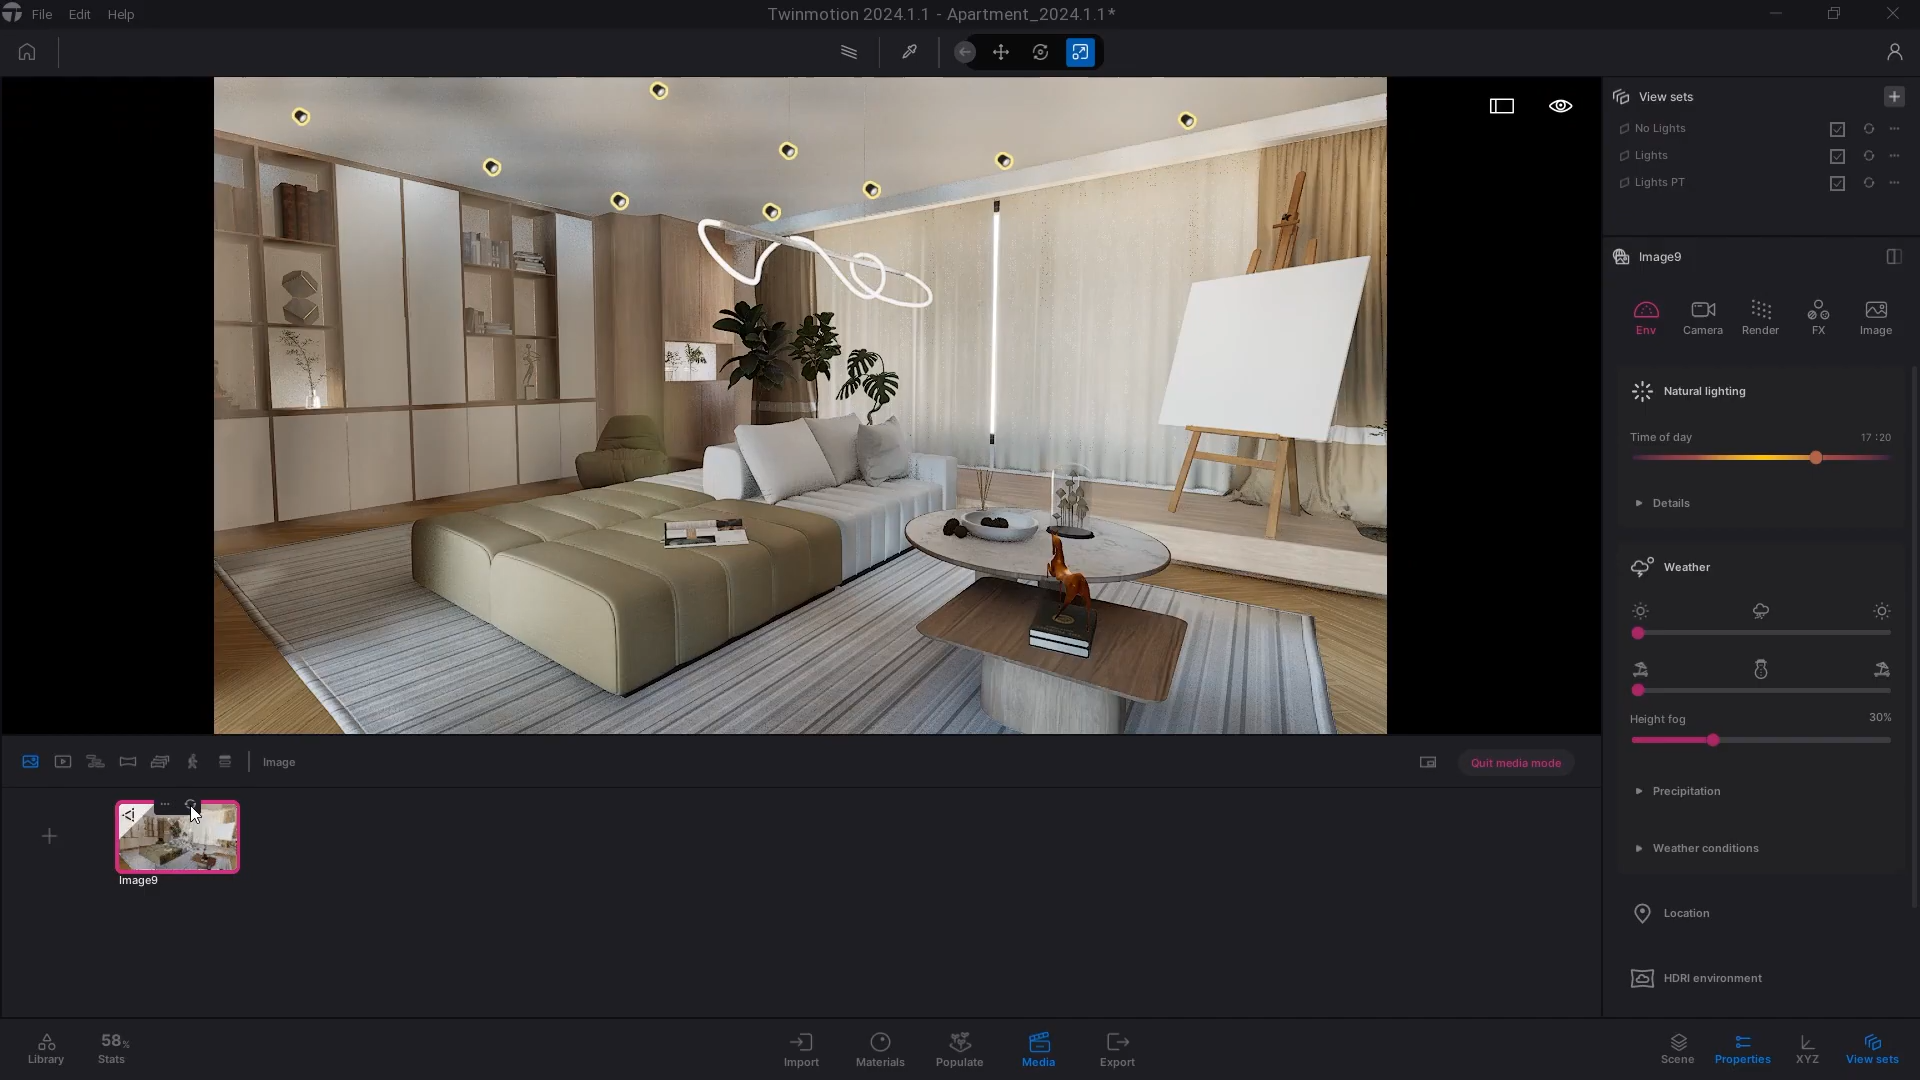 File Edit Help
Twinmotion 2024.1.1 - Apartment_2024.1.1*
View sets
No Lights
Lights
Lights PT
Image9
Env Camera Render FX Image
Natural lighting
Time of day 17 :20
Details
Weather
Height fog 30%
Precipitation
Weather conditions
Location
HDRI environment
Image
Quit media mode
Image9
58%
Library Stats Import Materials Populate Media Export Scene Properties XYZ View sets